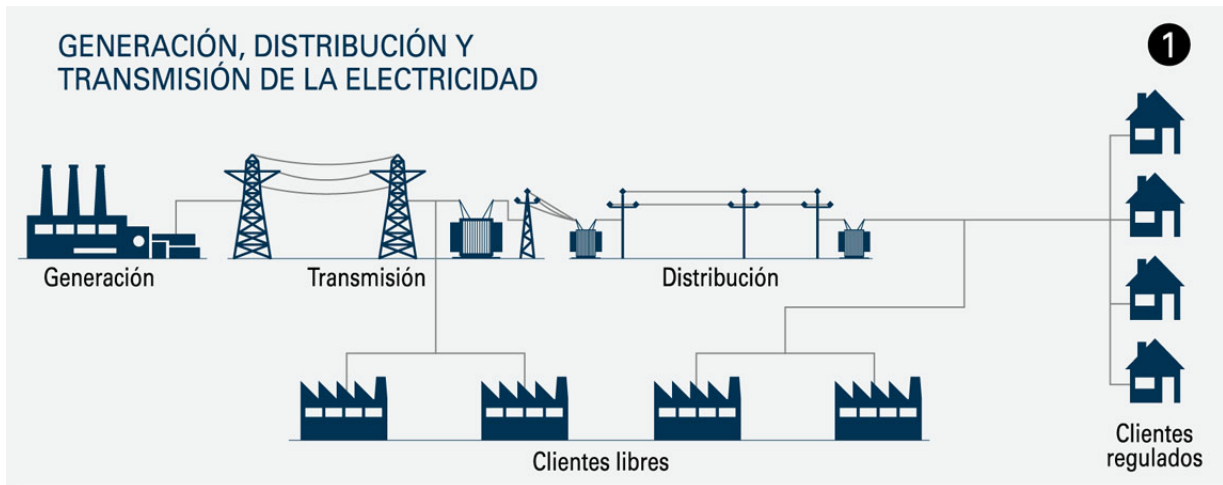 GENERACIÓN, DISTRIBUCIÓN Y
TRANSMISIÓN DE LA ELECTRICIDAD
1
Generación
Transmisión
Distribución
Clientes libres
Clientes
regulados